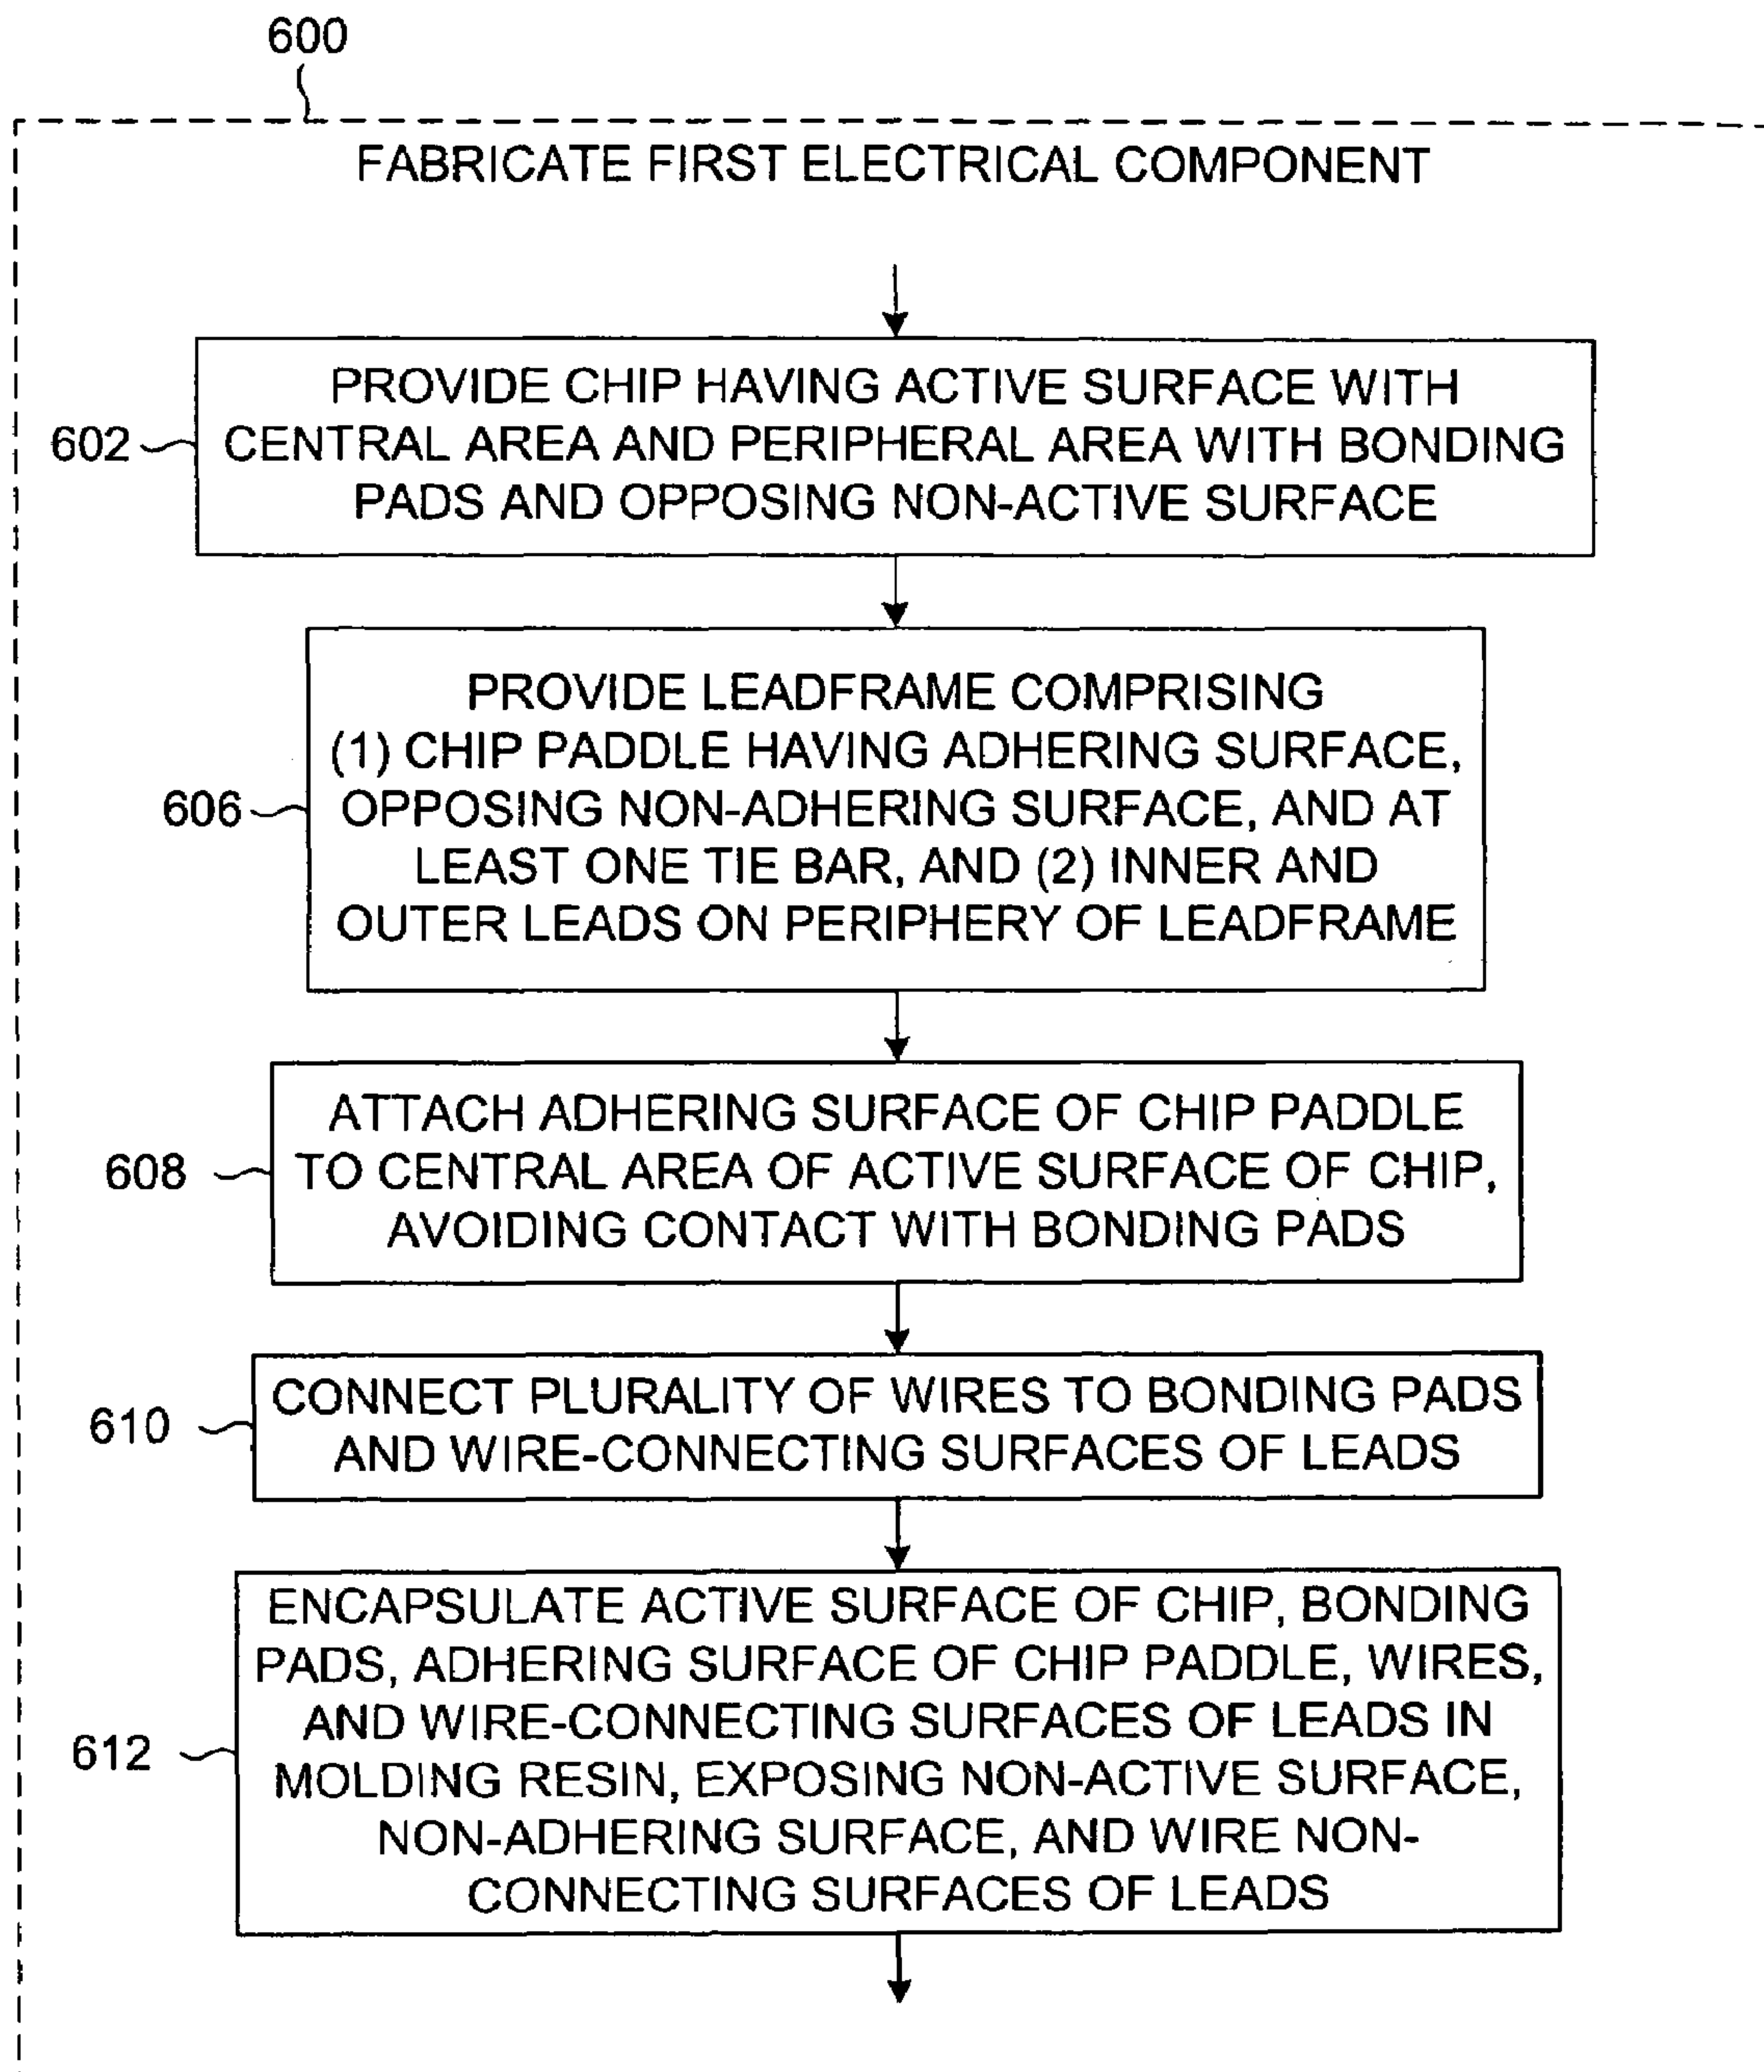 600
FABRICATE FIRST ELECTRICAL COMPONENT
602
PROVIDE CHIP HAVING ACTIVE SURFACE WITH
CENTRAL AREA AND PERIPHERAL AREA WITH BONDING
PADS AND OPPOSING NON-ACTIVE SURFACE
606
PROVIDE LEADFRAME COMPRISING
(1) CHIP PADDLE HAVING ADHERING SURFACE,
OPPOSING NON-ADHERING SURFACE, AND AT
LEAST ONE TIE BAR, AND (2) INNER AND
OUTER LEADS ON PERIPHERY OF LEADFRAME
608
ATTACH ADHERING SURFACE OF CHIP PADDLE
TO CENTRAL AREA OF ACTIVE SURFACE OF CHIP,
AVOIDING CONTACT WITH BONDING PADS
610
CONNECT PLURALITY OF WIRES TO BONDING PADS
AND WIRE-CONNECTING SURFACES OF LEADS
612
ENCAPSULATE ACTIVE SURFACE OF CHIP, BONDING
PADS, ADHERING SURFACE OF CHIP PADDLE, WIRES,
AND WIRE-CONNECTING SURFACES OF LEADS IN
MOLDING RESIN, EXPOSING NON-ACTIVE SURFACE,
NON-ADHERING SURFACE, AND WIRE NON-
CONNECTING SURFACES OF LEADS